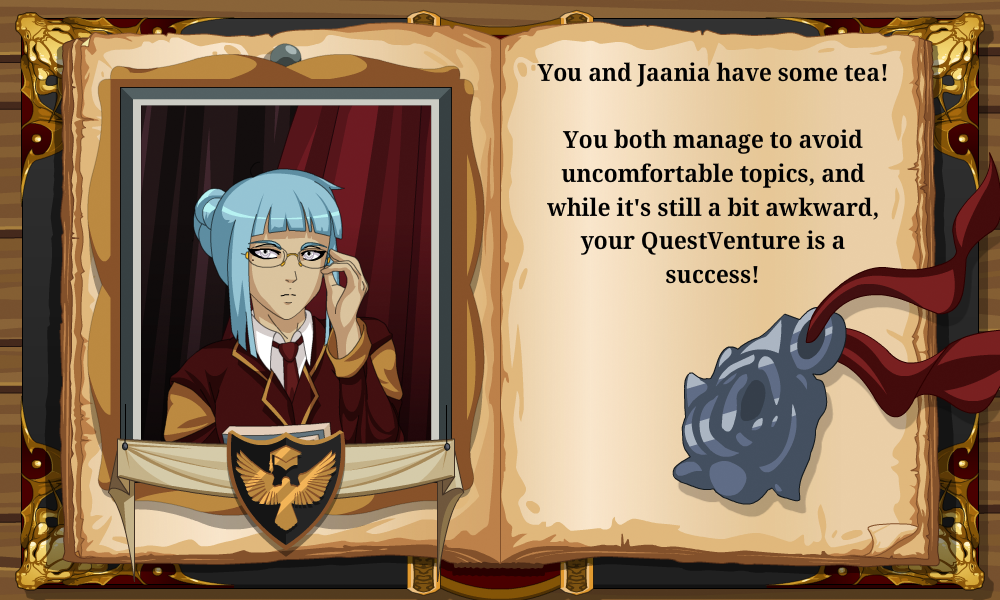 You and Jaania have some tea!
You both manage to avoid
uncomfortable topics, and
while it's still a bit awkward,
your QuestVenture is a
success!